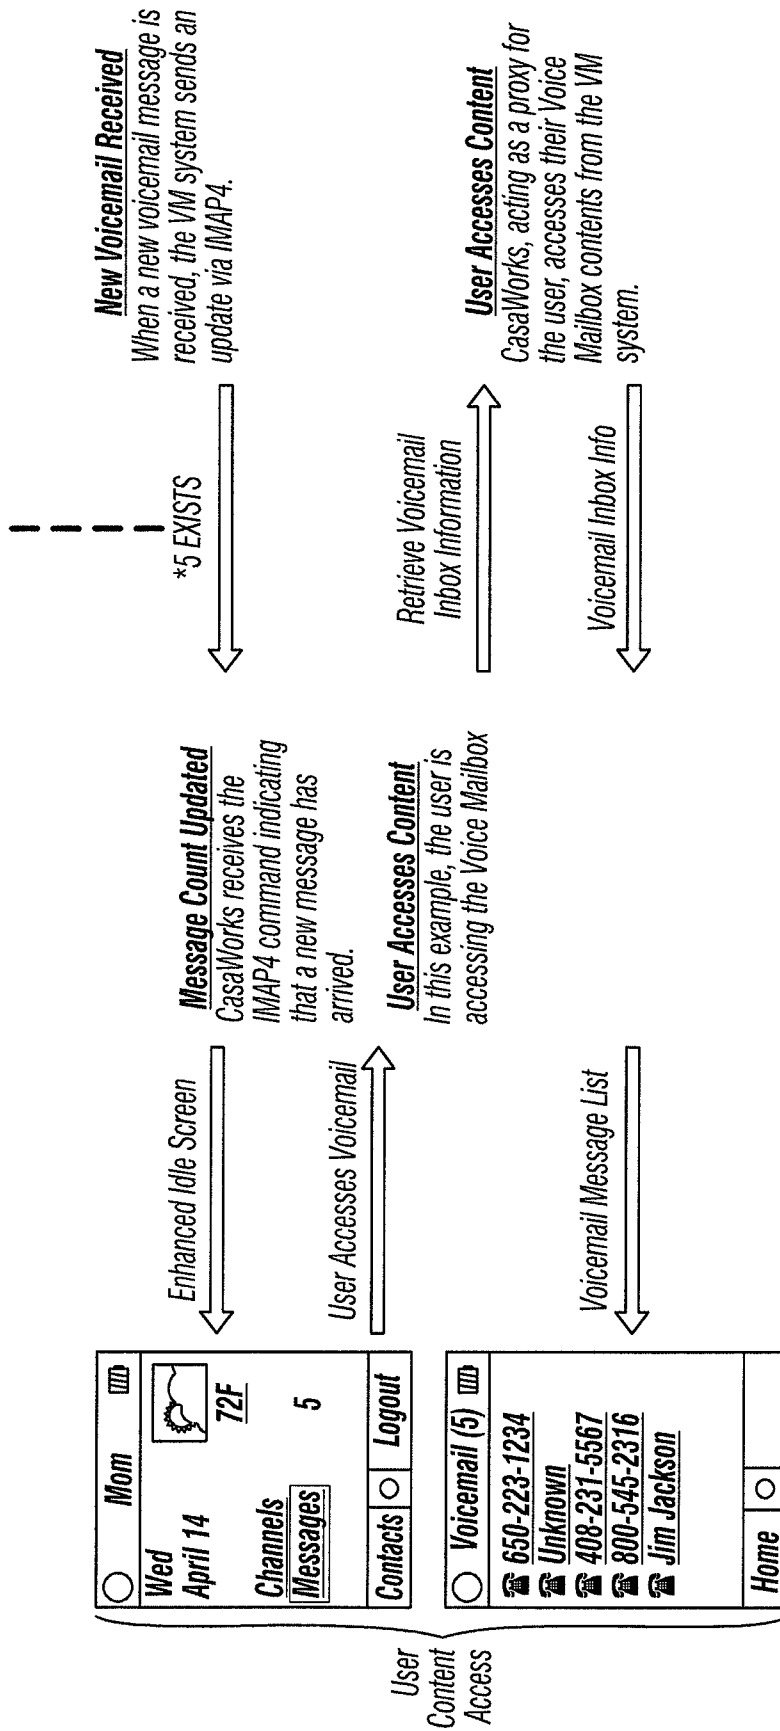 User
Content
Access
Mom
Wed
April 14
72F
Channels
Messages
5
Contacts
Logout
Enhanced Idle Screen
Message Count Updated
CasaWorks receives the
IMAP4 command indicating
that a new message has
arrived.
*5 EXISTS
New Voicemail Received
When a new voicemail message is
received, the VM system sends an
update via IMAP4.
User Accesses Voicemail
User Accesses Content
In this example, the user is
accessing the Voice Mailbox
Retrieve Voicemail
Inbox Information
User Accesses Content
CasaWorks, acting as a proxy for
the user, accesses their Voice
Mailbox contents from the VM
system.
Voicemail (5)
650-223-1234
Unknown
408-231-5567
800-545-2316
Jim Jackson
Home
Voicemail Message List
Voicemail Inbox Info